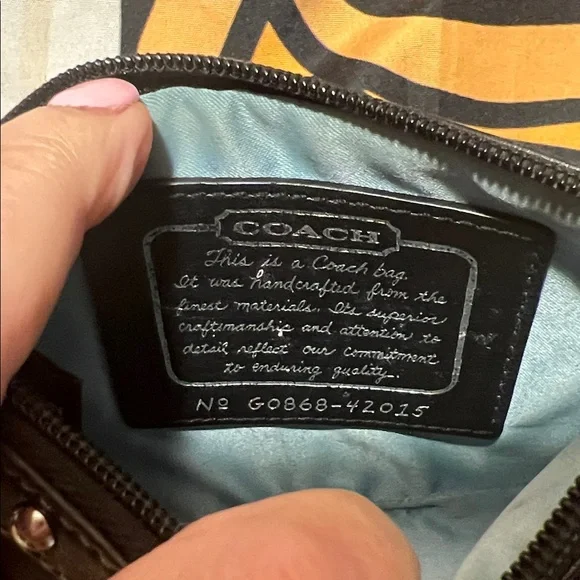 COACH
This is a Coach bag.
It was handcrafted from the
finest materials. Its superior
craftsmanship and attention to
detail reflect our commitment
to enduring quality.
Nº G0868-42015